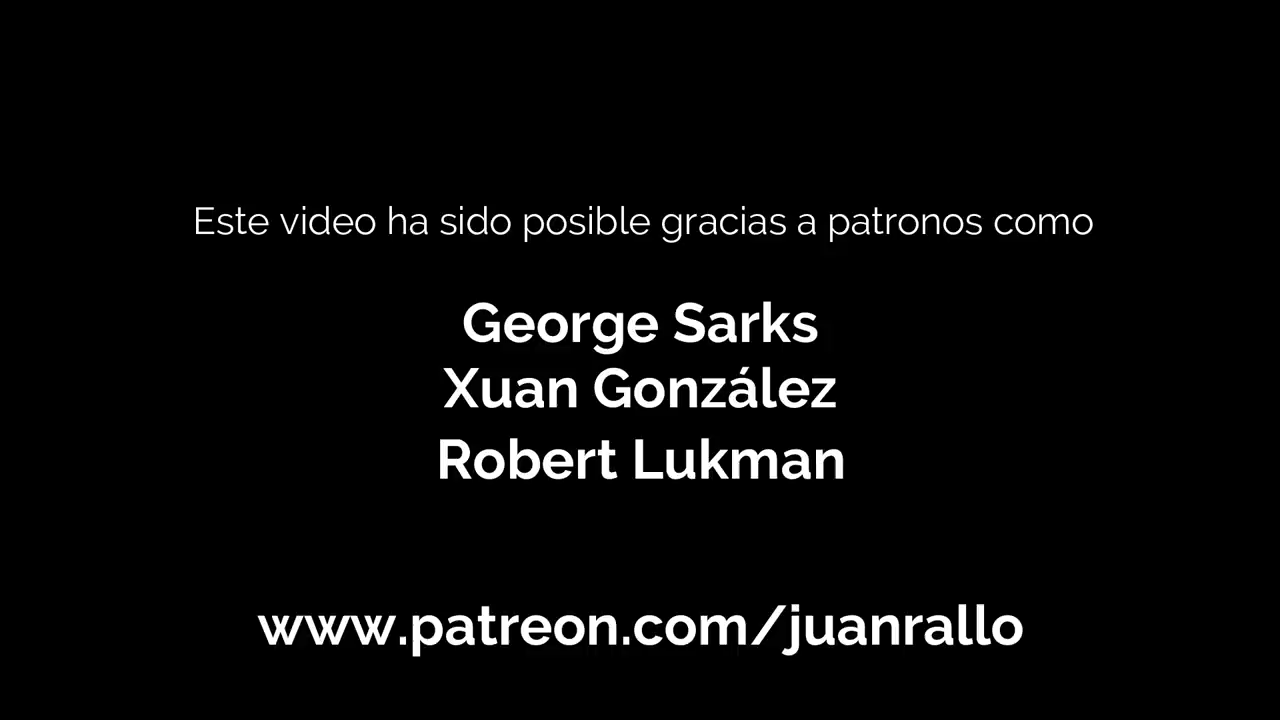 Este video ha sido posible gracias a patronos como
George Sarks
Xuan González
Robert Lukman
www.patreon.com/juanrallo